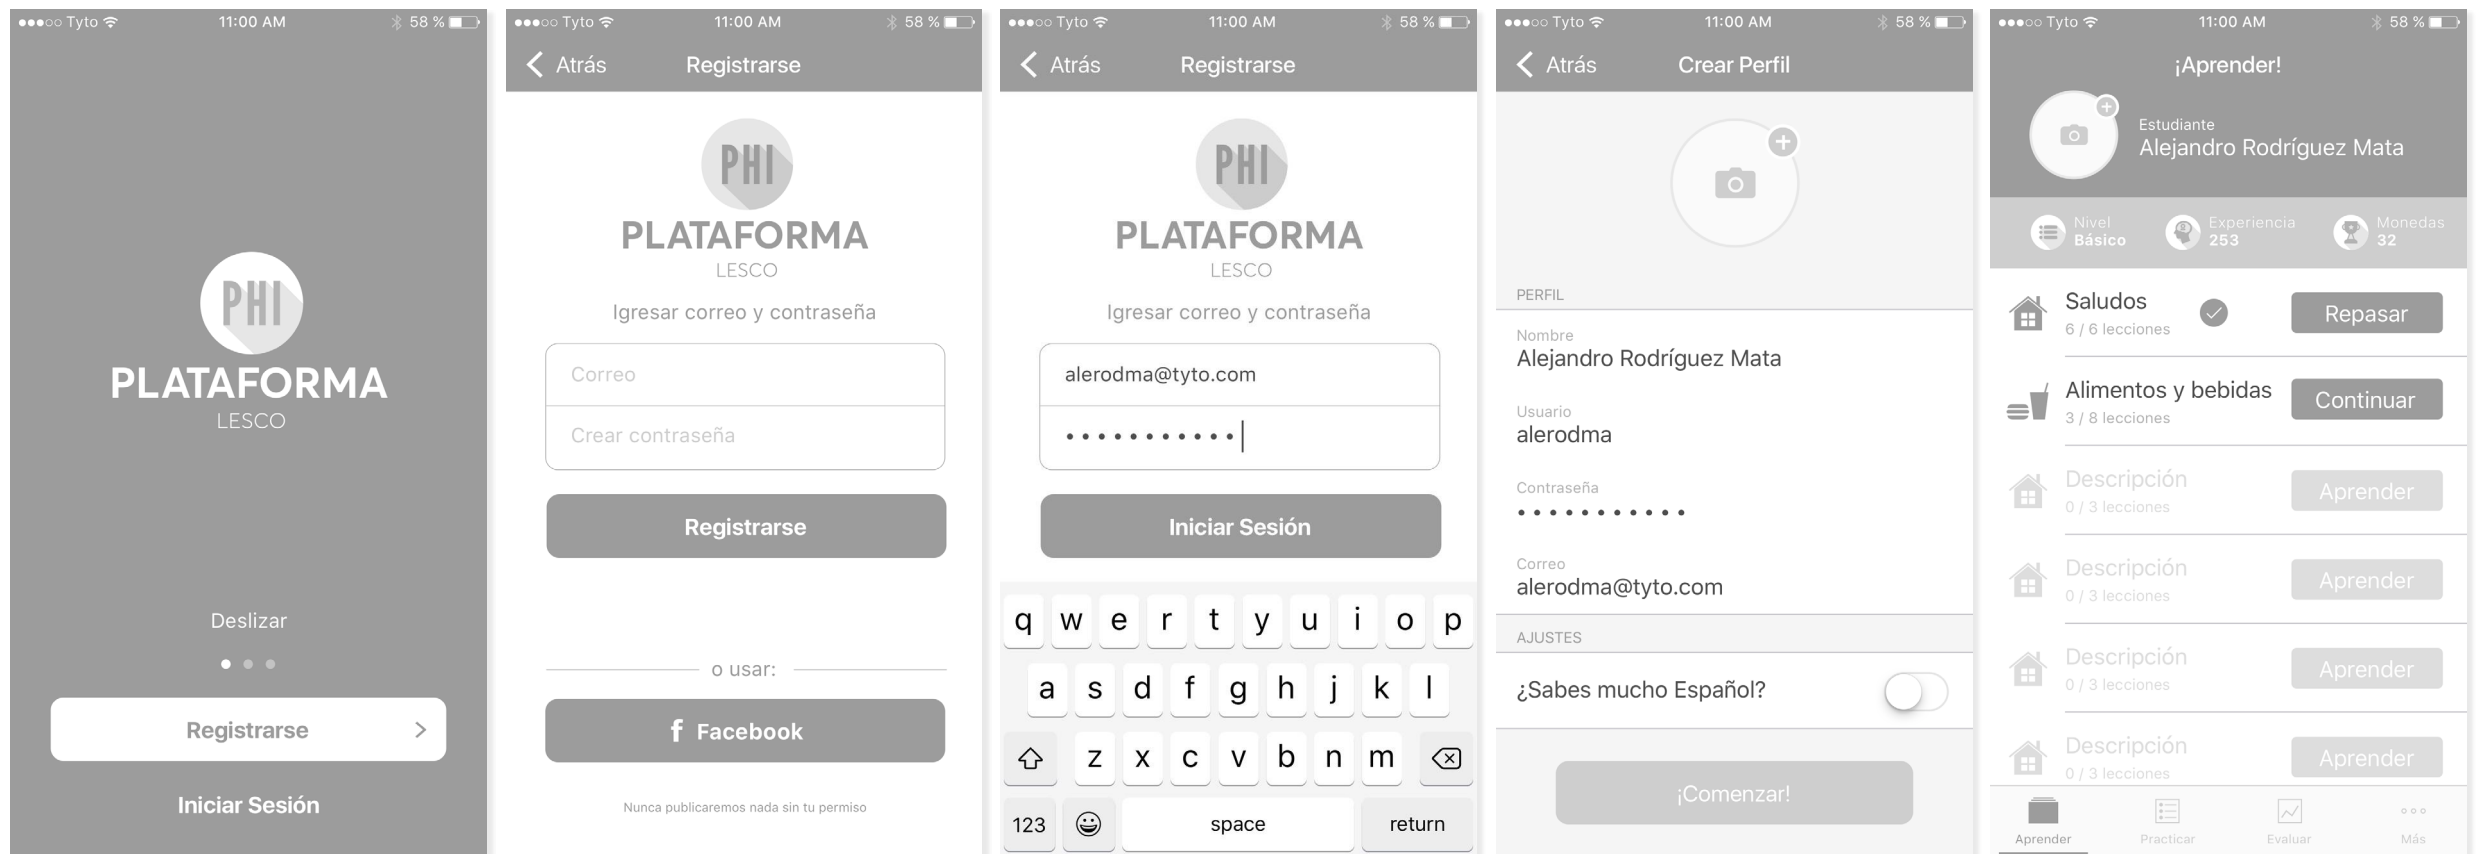 Tyto 11:00 AM 58 %
PHI
PLATAFORMA
LESCO
Deslizar
Registrarse
Iniciar Sesión
Tyto 11:00 AM 58 %
Atrás Registrarse
PHI
PLATAFORMA
LESCO
Igresar correo y contraseña
Correo
Crear contraseña
Registrarse
o usar:
f Facebook
Nunca publicaremos nada sin tu permiso
Tyto 11:00 AM 58 %
Atrás Registrarse
PHI
PLATAFORMA
LESCO
Igresar correo y contraseña
alerodma@tyto.com
•••••••••••
Iniciar Sesión
q w e r t y u i o p
a s d f g h j k l
z x c v b n m
123 space return
Tyto 11:00 AM 58 %
Atrás Crear Perfil
PERFIL
Nombre
Alejandro Rodríguez Mata
Usuario
alerodma
Contraseña
•••••••••••
Correo
alerodma@tyto.com
AJUSTES
¿Sabes mucho Español?
¡Comenzar!
Tyto 11:00 AM 58 %
¡Aprender!
Estudiante
Alejandro Rodríguez Mata
Nivel
Básico
Experiencia
253
Monedas
32
Saludos
6 / 6 lecciones
Repasar
Alimentos y bebidas
3 / 8 lecciones
Continuar
Descripción
0 / 3 lecciones
Aprender
Descripción
0 / 3 lecciones
Aprender
Descripción
0 / 3 lecciones
Aprender
Descripción
0 / 3 lecciones
Aprender
Aprender Practicar Evaluar Más